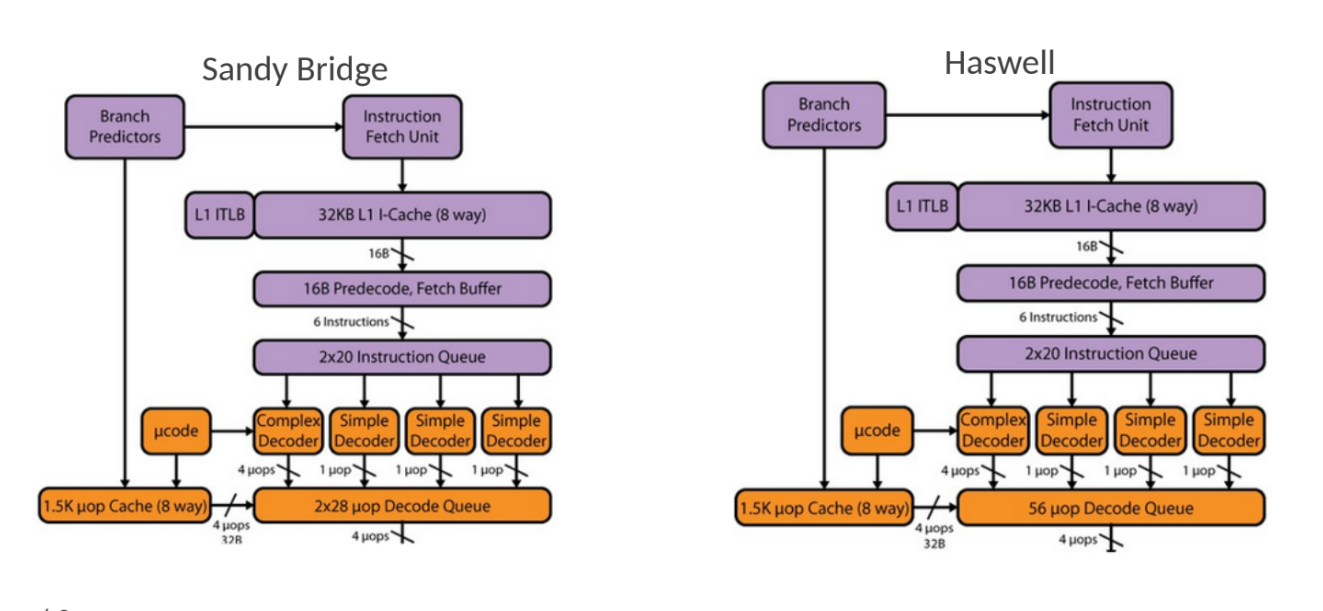 Sandy Bridge
Branch
Predictors
Instruction
Fetch Unit
L1 ITLB
32KB L1 I-Cache (8 way)
16B
16B Predecode, Fetch Buffer
6 Instructions
2x20 Instruction Queue
μcode
Complex
Decoder
Simple
Decoder
Simple
Decoder
Simple
Decoder
4 μops
1 μop
1 μop
1 μop
1.5K μop Cache (8 way)
4 μops
32B
2x28 μop Decode Queue
4 μops
Haswell
Branch
Predictors
Instruction
Fetch Unit
L1 ITLB
32KB L1 I-Cache (8 way)
16B
16B Predecode, Fetch Buffer
6 Instructions
2x20 Instruction Queue
μcode
Complex
Decoder
Simple
Decoder
Simple
Decoder
Simple
Decoder
4 μops
1 μop
1 μop
1 μop
1.5K μop Cache (8 way)
4 μops
32B
56 μop Decode Queue
4 μops